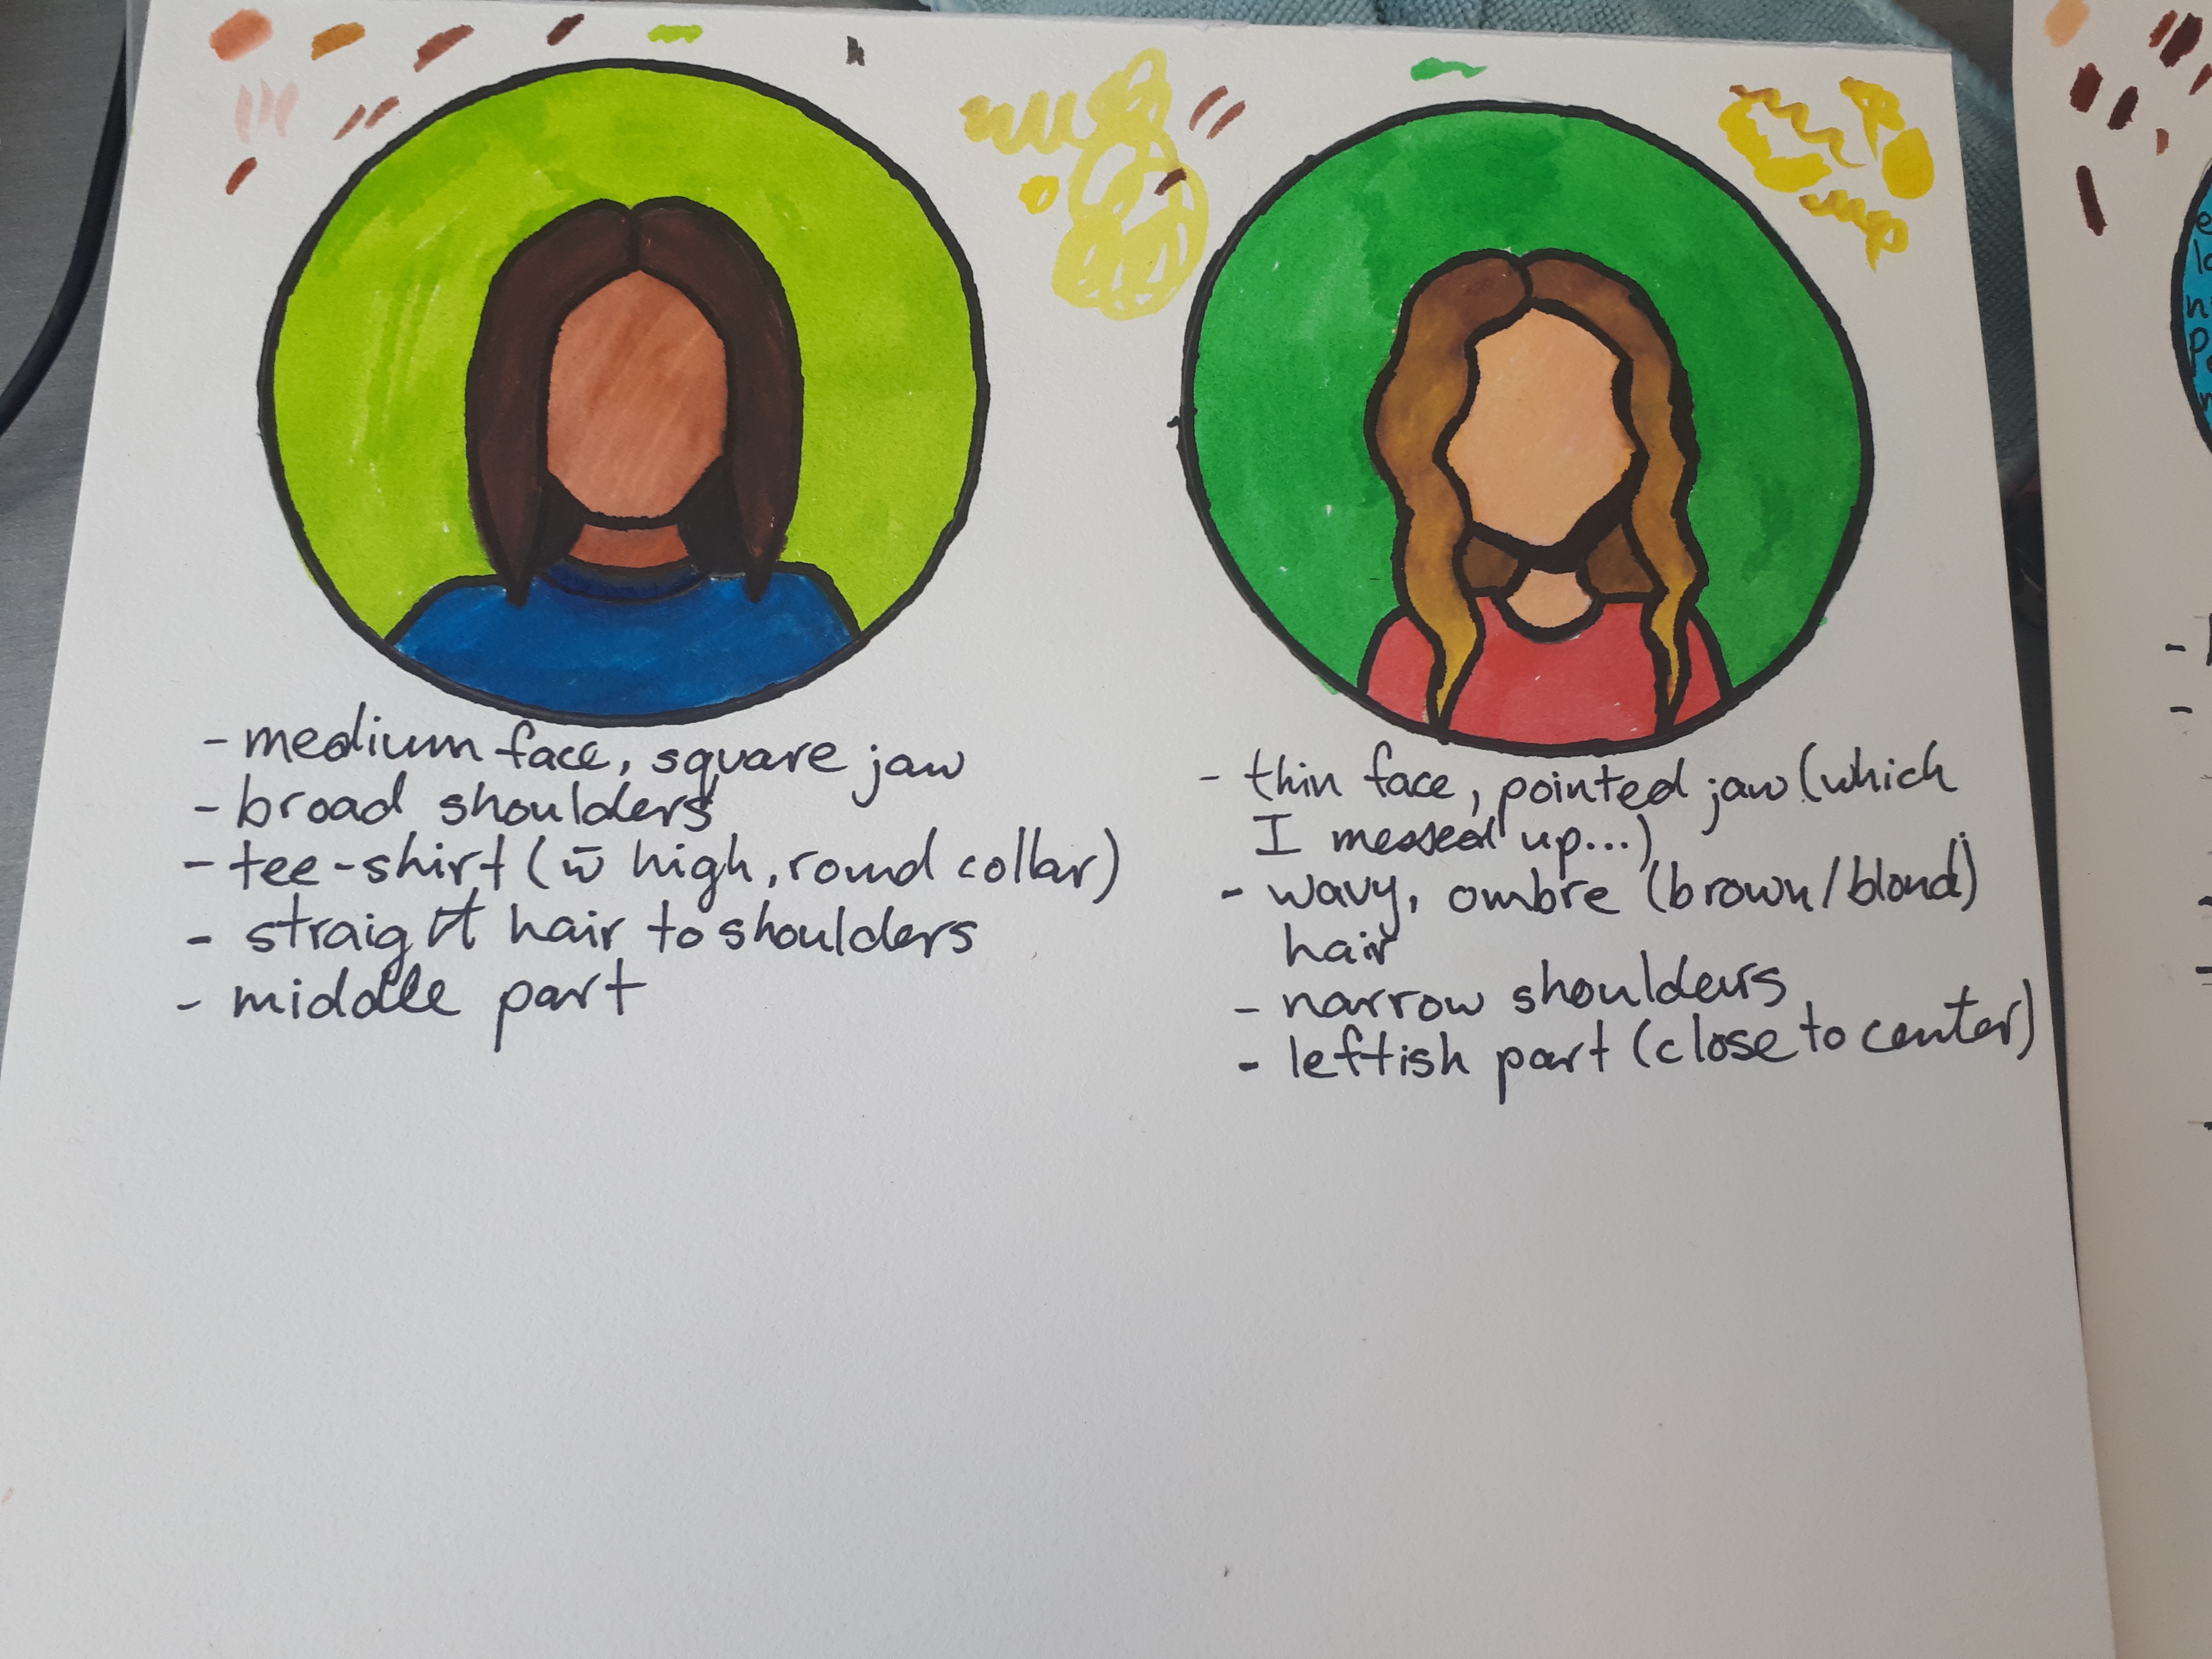 - medium face, square jaw
- broad shoulders
- tee-shirt (w̄ high, round collar)
- straight hair to shoulders
- middle part
- thin face, pointed jaw (which
I messed up...)
- wavy, ombre (brown/blond)
hair
- narrow shoulders
- leftish part (close to center)